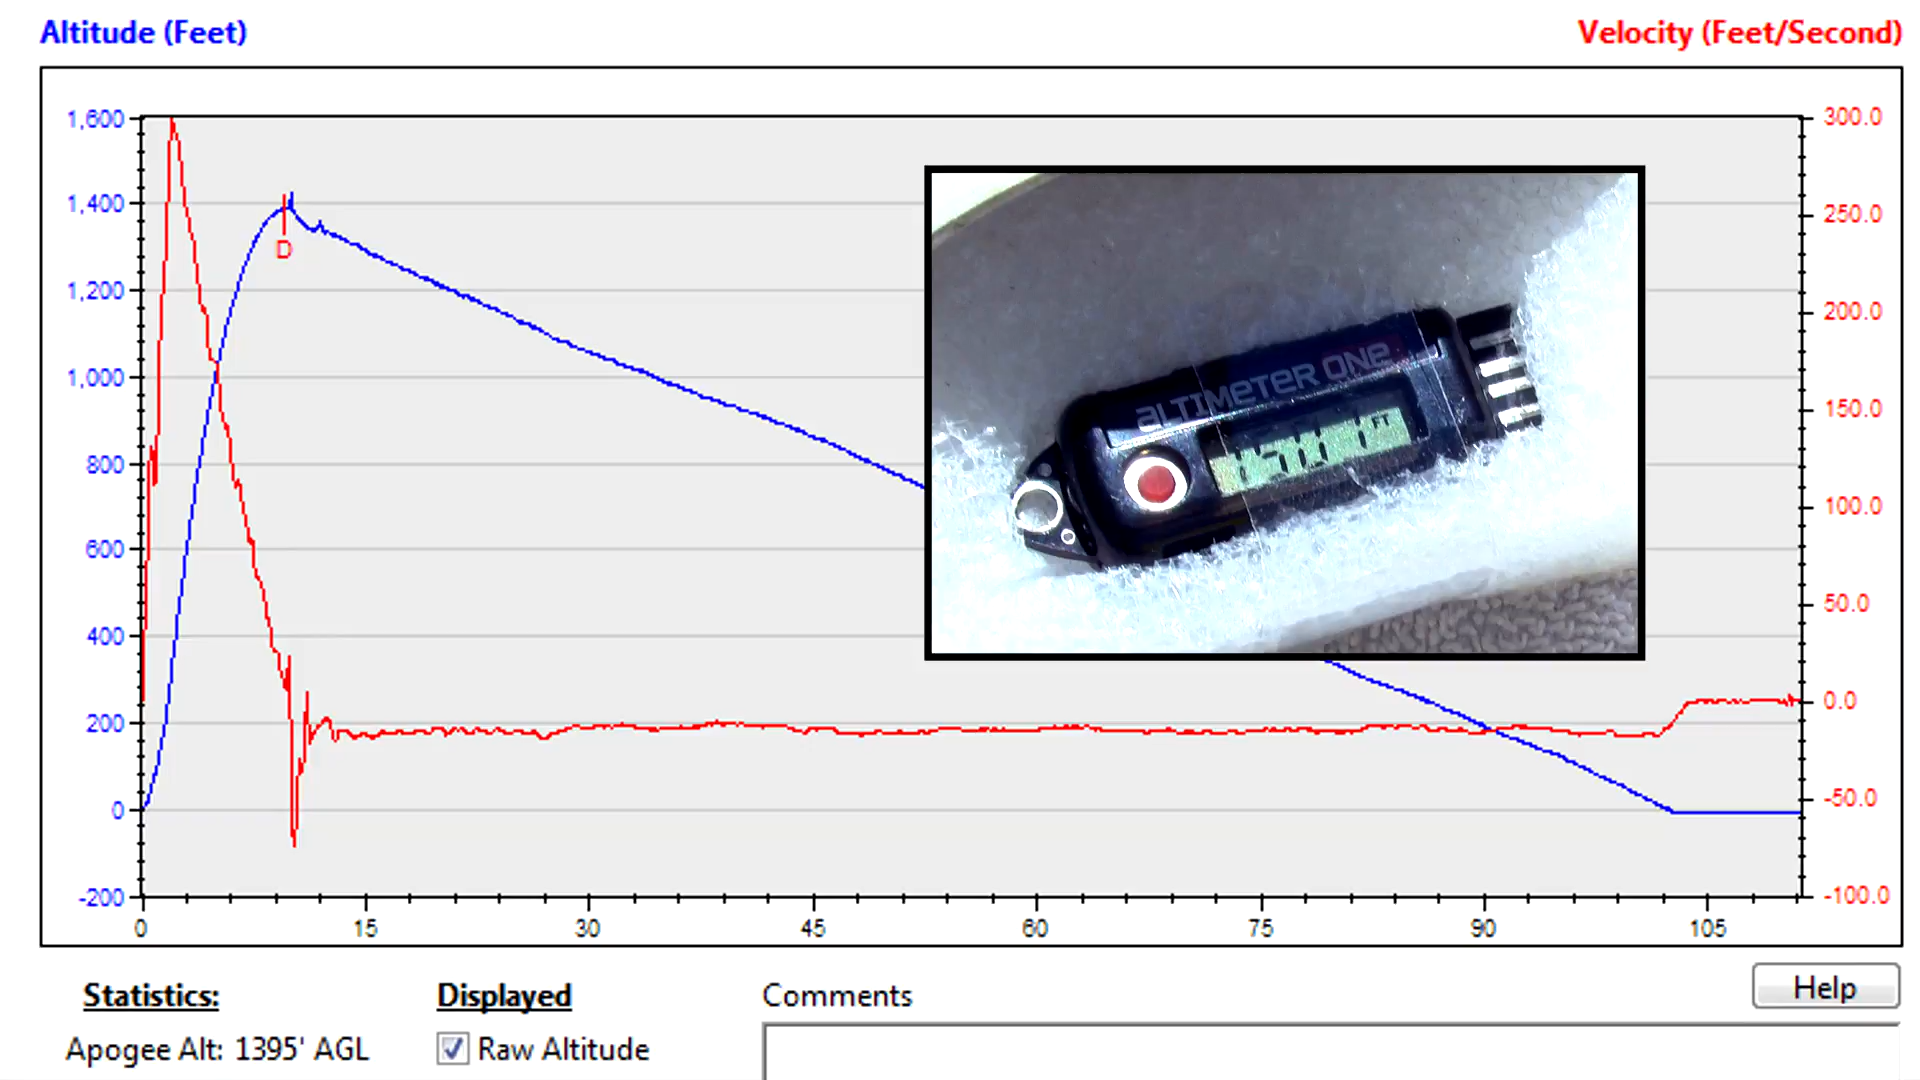 Altitude (Feet)
Velocity (Feet/Second)
1,600
1,400
1,200
1,000
800
600
400
200
0
-200
300.0
250.0
200.0
150.0
100.0
50.0
0.0
-50.0
-100.0
D
ALTIMETER ONE
FT
0 15 30 45 60 75 90 105
Statistics:
Displayed
Comments
Help
Apogee Alt: 1395' AGL
Raw Altitude